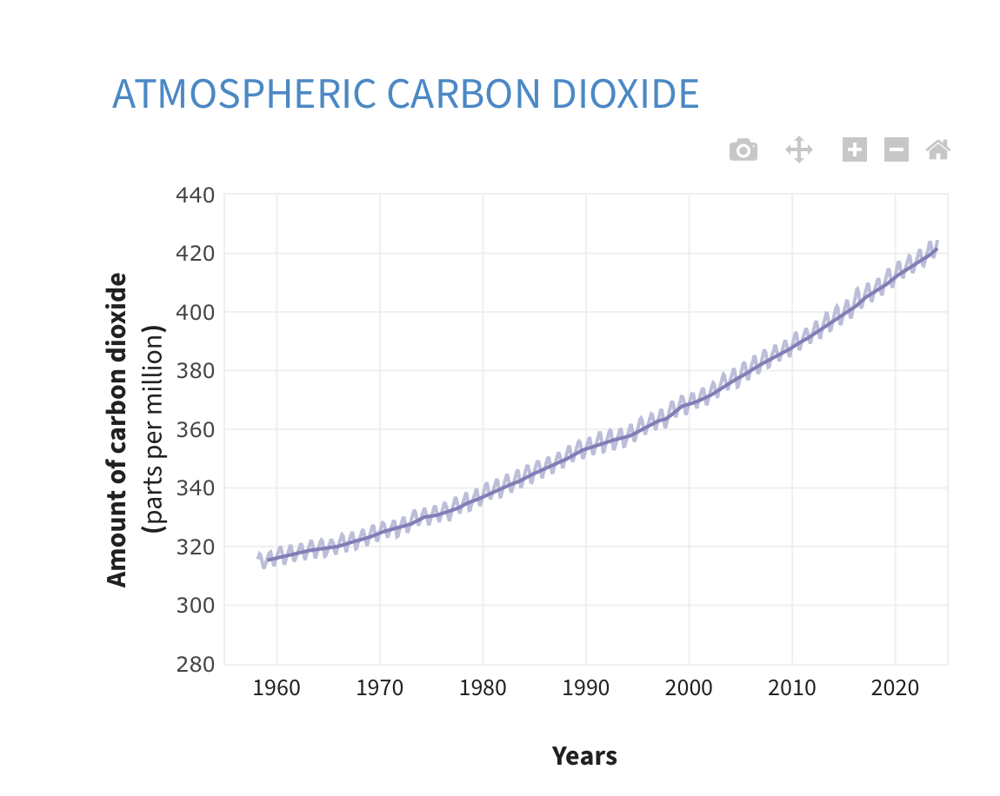 ATMOSPHERIC CARBON DIOXIDE
Amount of carbon dioxide
(parts per million)
440
420
400
380
360
340
320
300
280
1960 1970 1980 1990 2000 2010 2020
Years